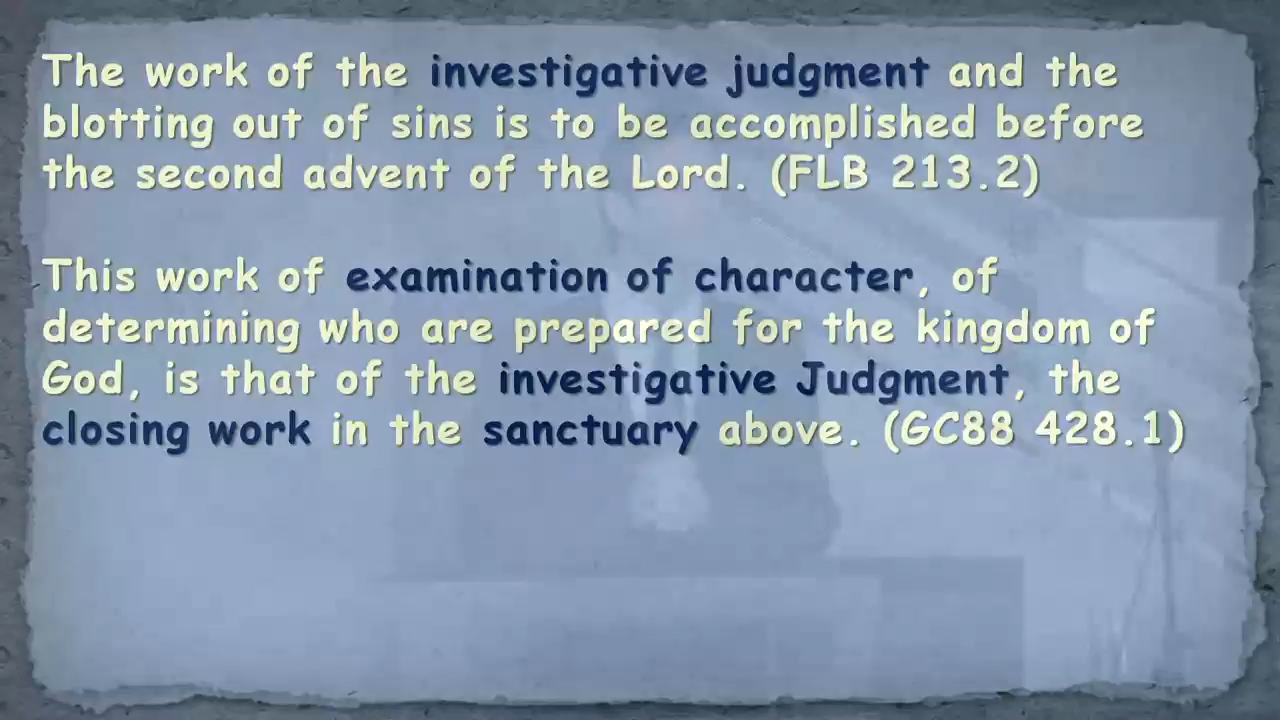 The work of the investigative judgment and the
blotting out of sins is to be accomplished before
the second advent of the Lord. (FLB 213.2)
This work of examination of character, of
determining who are prepared for the kingdom of
God, is that of the investigative Judgment, the
closing work in the sanctuary above. (GC88 428.1)